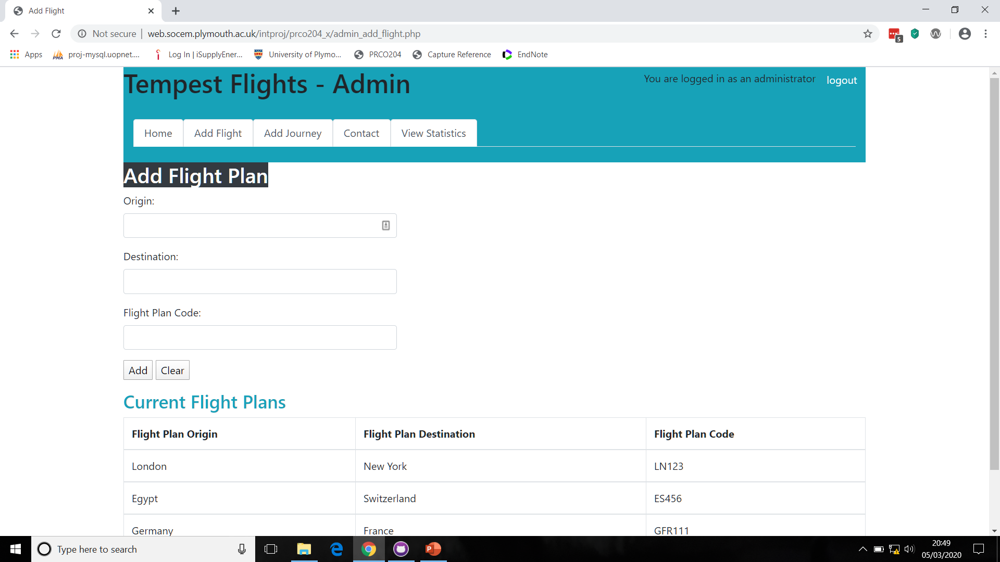 Add Flight
Not secure | web.socem.plymouth.ac.uk/intproj/prco204_x/admin_add_flight.php
5
Apps proj-mysql.uopnet.... Log In | iSupplyEner... University of Plymo... PRCO204 Capture Reference EndNote
PMA
Tempest Flights - Admin
You are logged in as an administrator logout
Home Add Flight Add Journey Contact View Statistics
Add Flight Plan
Origin:
Destination:
Flight Plan Code:
Add Clear
Current Flight Plans
Flight Plan Origin Flight Plan Destination Flight Plan Code
London New York LN123
Egypt Switzerland ES456
Germany France GFR111
Type here to search
20:49
05/03/2020